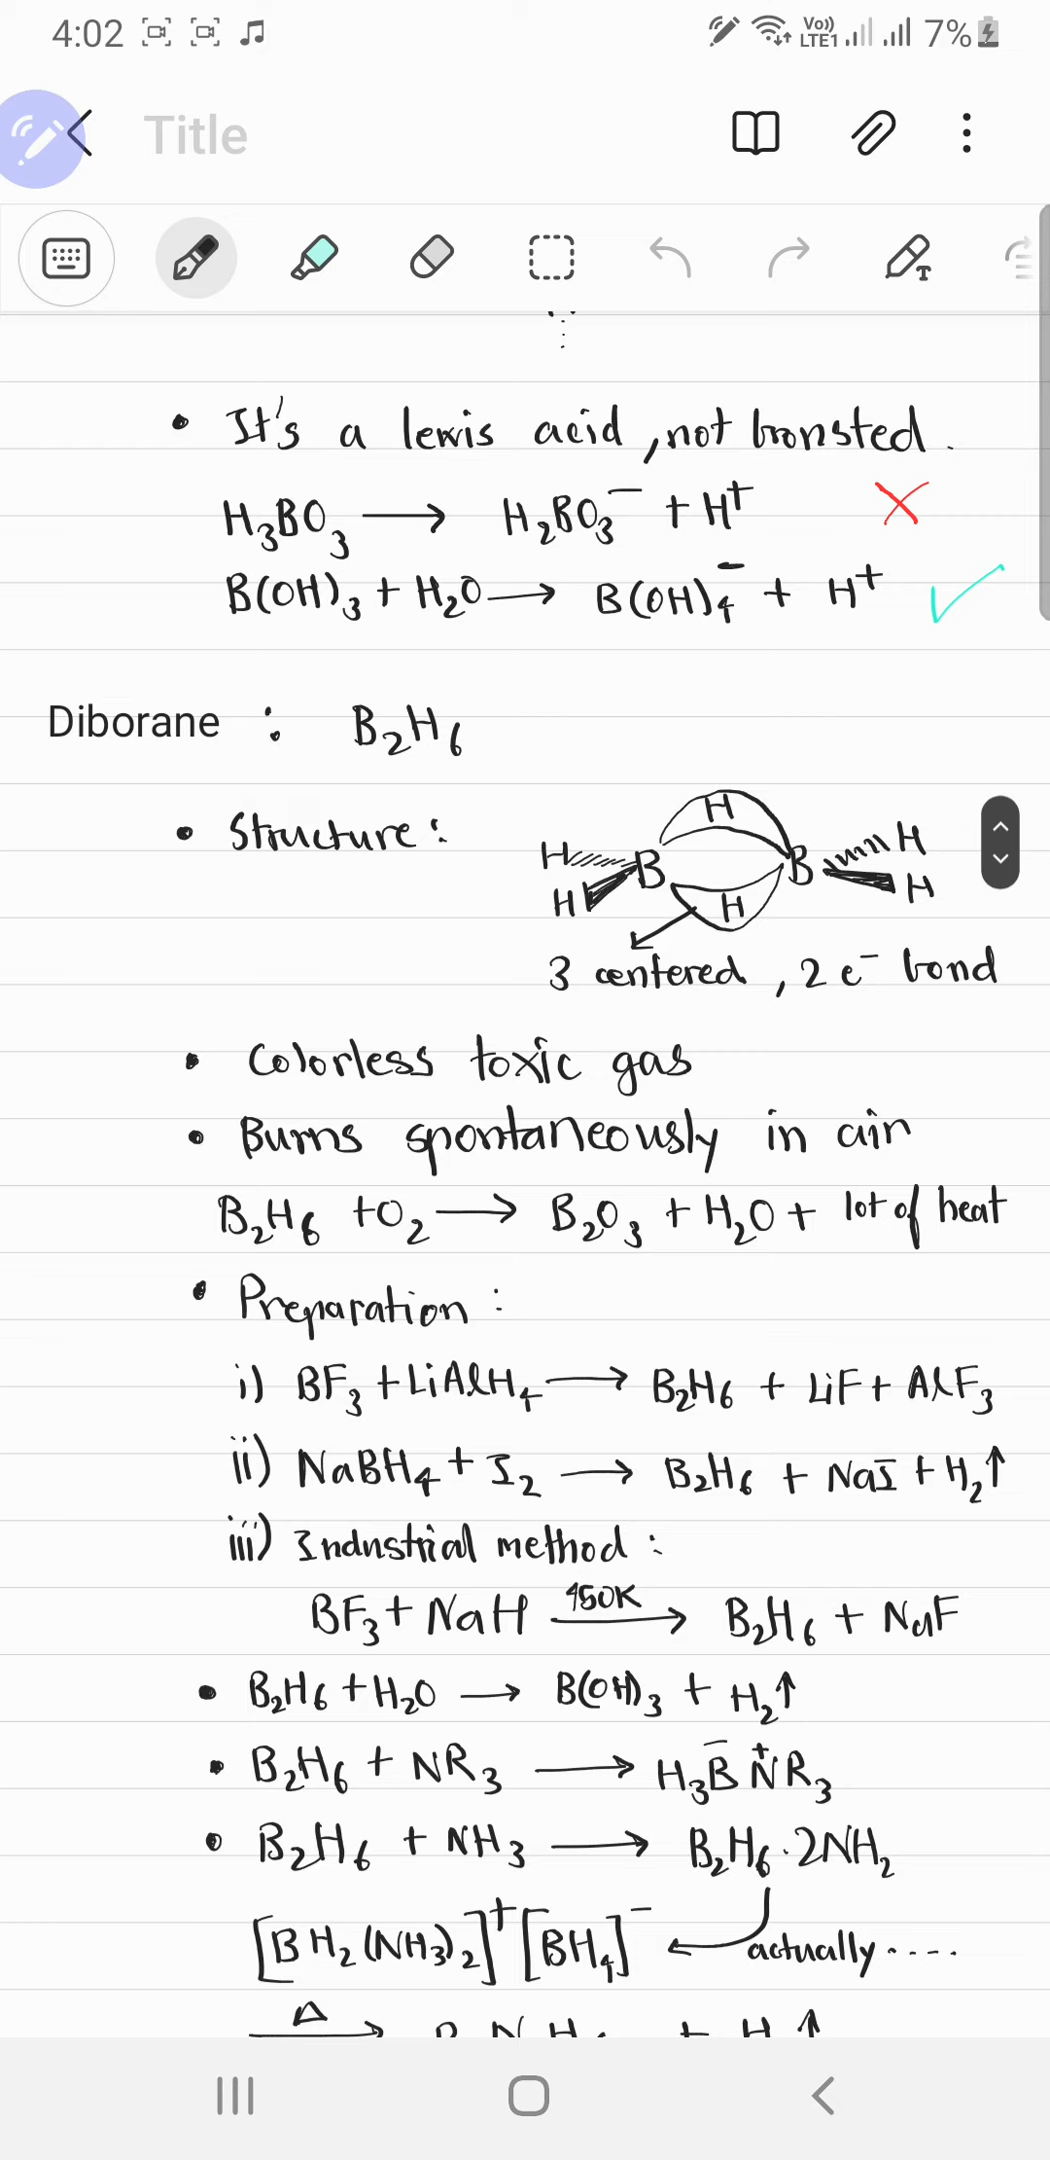 4:02 Vo)) LTE1 7%
Title
• It's a lewis acid, not bronsted.
H₃BO₃ ⟶ H₂BO₃⁻ + H⁺ ✗
B(OH)₃ + H₂O ⟶ B(OH)₄⁻ + H⁺ ✓
Diborane : B₂H₆
• Structure :
H H B H H B H H
3 centered, 2 e⁻ bond
• Colorless toxic gas
• Burns spontaneously in air
B₂H₆ + O₂ ⟶ B₂O₃ + H₂O + lot of heat
• Preparation :
i) BF₃ + LiAlH₄ ⟶ B₂H₆ + LiF + AlF₃
ii) NaBH₄ + I₂ ⟶ B₂H₆ + NaI + H₂↑
iii) Industrial method :
450K
BF₃ + NaH ⟶ B₂H₆ + NaF
• B₂H₆ + H₂O ⟶ B(OH)₃ + H₂↑
• B₂H₆ + NR₃ ⟶ H₃B⁻N⁺R₃
• B₂H₆ + NH₃ ⟶ B₂H₆·2NH₂
[BH₂(NH₃)₂]⁺[BH₄]⁻ ← actually ....
Δ